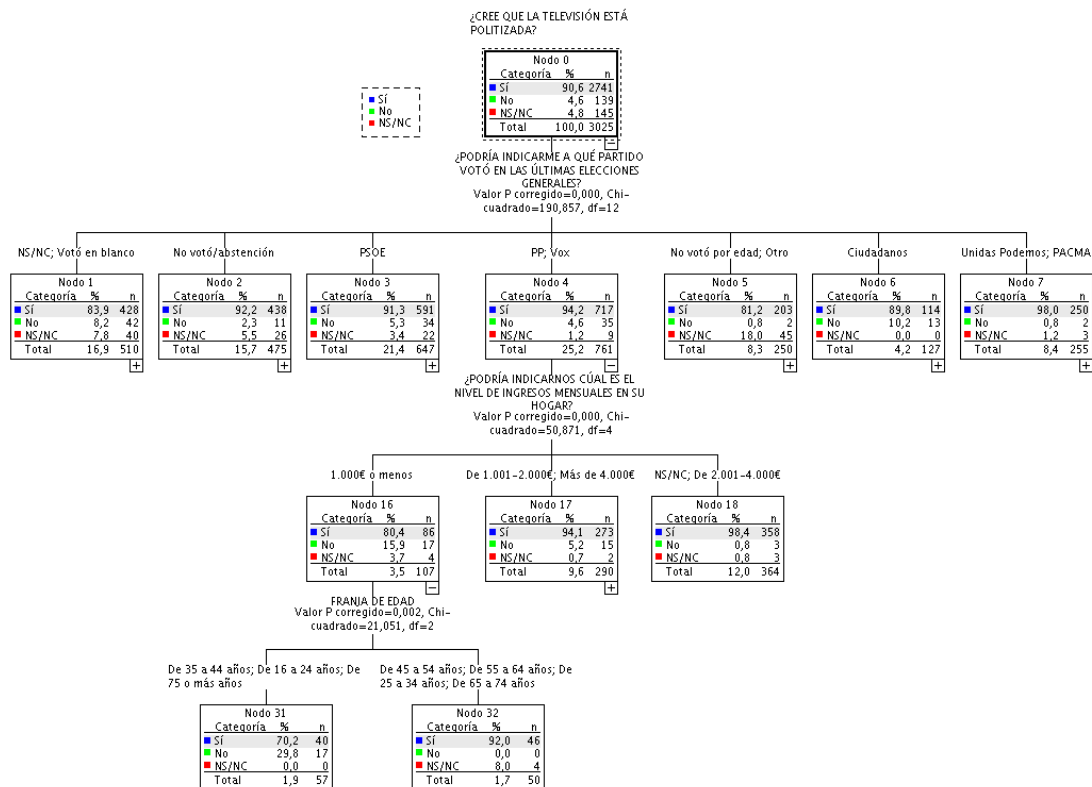 ¿CREE QUE LA TELEVISIÓN ESTÁ
POLITIZADA?
Nodo 0
Categoría % n
Sí 90,6 2741
No 4,6 139
NS/NC 4,8 145
Total 100,0 3025
Sí
No
NS/NC
¿PODRÍA INDICARME A QUÉ PARTIDO
VOTÓ EN LAS ÚLTIMAS ELECCIONES
GENERALES?
Valor P corregido=0,000, Chi-
cuadrado=190,857, df=12
NS/NC; Votó en blanco
Nodo 1
Categoría % n
Sí 83,9 428
No 8,2 42
NS/NC 7,8 40
Total 16,9 510
No votó/abstención
Nodo 2
Categoría % n
Sí 92,2 438
No 2,3 11
NS/NC 5,5 26
Total 15,7 475
PSOE
Nodo 3
Categoría % n
Sí 91,3 591
No 5,3 34
NS/NC 3,4 22
Total 21,4 647
PP; Vox
Nodo 4
Categoría % n
Sí 94,2 717
No 4,6 35
NS/NC 1,2 9
Total 25,2 761
No votó por edad; Otro
Nodo 5
Categoría % n
Sí 81,2 203
No 0,8 2
NS/NC 18,0 45
Total 8,3 250
Ciudadanos
Nodo 6
Categoría % n
Sí 89,8 114
No 10,2 13
NS/NC 0,0 0
Total 4,2 127
Unidas Podemos; PACMA
Nodo 7
Categoría % n
Sí 98,0 250
No 0,8 2
NS/NC 1,2 3
Total 8,4 255
¿PODRÍA INDICARNOS CÚAL ES EL
NIVEL DE INGRESOS MENSUALES EN SU
HOGAR?
Valor P corregido=0,000, Chi-
cuadrado=50,871, df=4
1.000€ o menos
Nodo 16
Categoría % n
Sí 80,4 86
No 15,9 17
NS/NC 3,7 4
Total 3,5 107
De 1.001-2.000€; Más de 4.000€
Nodo 17
Categoría % n
Sí 94,1 273
No 5,2 15
NS/NC 0,7 2
Total 9,6 290
NS/NC; De 2.001-4.000€
Nodo 18
Categoría % n
Sí 98,4 358
No 0,8 3
NS/NC 0,8 3
Total 12,0 364
FRANJA DE EDAD
Valor P corregido=0,002, Chi-
cuadrado=21,051, df=2
De 35 a 44 años; De 16 a 24 años; De
75 o más años
Nodo 31
Categoría % n
Sí 70,2 40
No 29,8 17
NS/NC 0,0 0
Total 1,9 57
De 45 a 54 años; De 55 a 64 años; De
25 a 34 años; De 65 a 74 años
Nodo 32
Categoría % n
Sí 92,0 46
No 0,0 0
NS/NC 8,0 4
Total 1,7 50